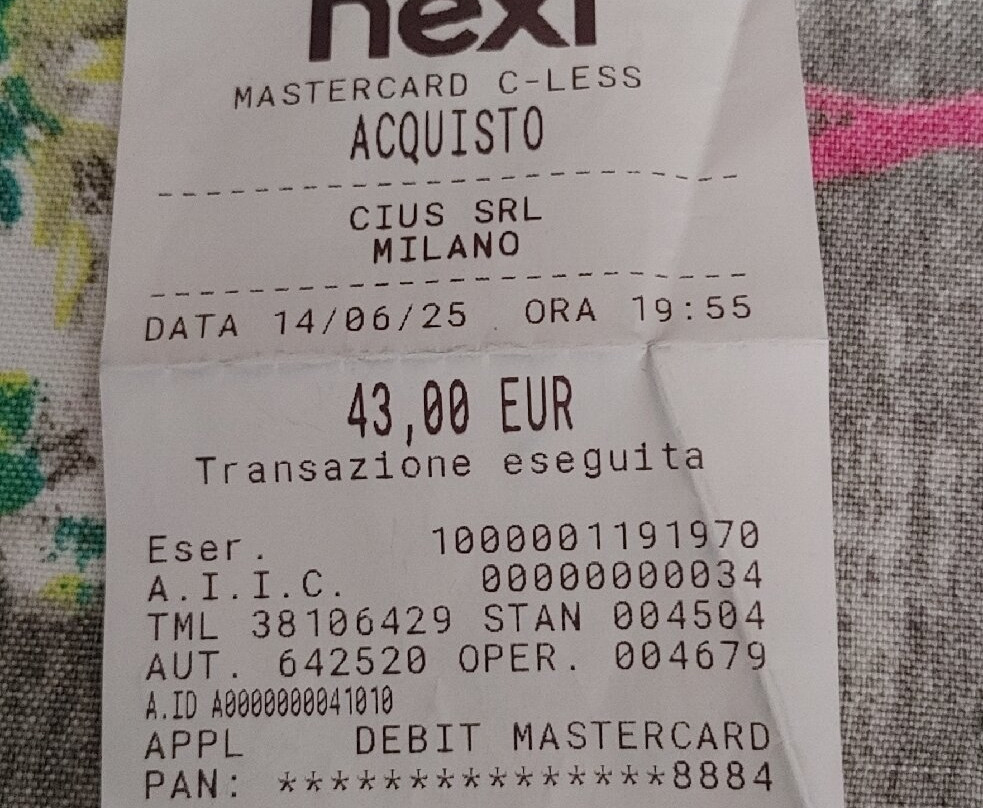 nexi
MASTERCARD C-LESS
ACQUISTO
CIUS SRL
MILANO
DATA 14/06/25 ORA 19:55
43,00 EUR
Transazione eseguita
Eser. 1000001191970
A.I.I.C. 00000000034
TML 38106429 STAN 004504
AUT. 642520 OPER. 004679
A.ID A0000000041010
APPL DEBIT MASTERCARD
PAN: ***************8884